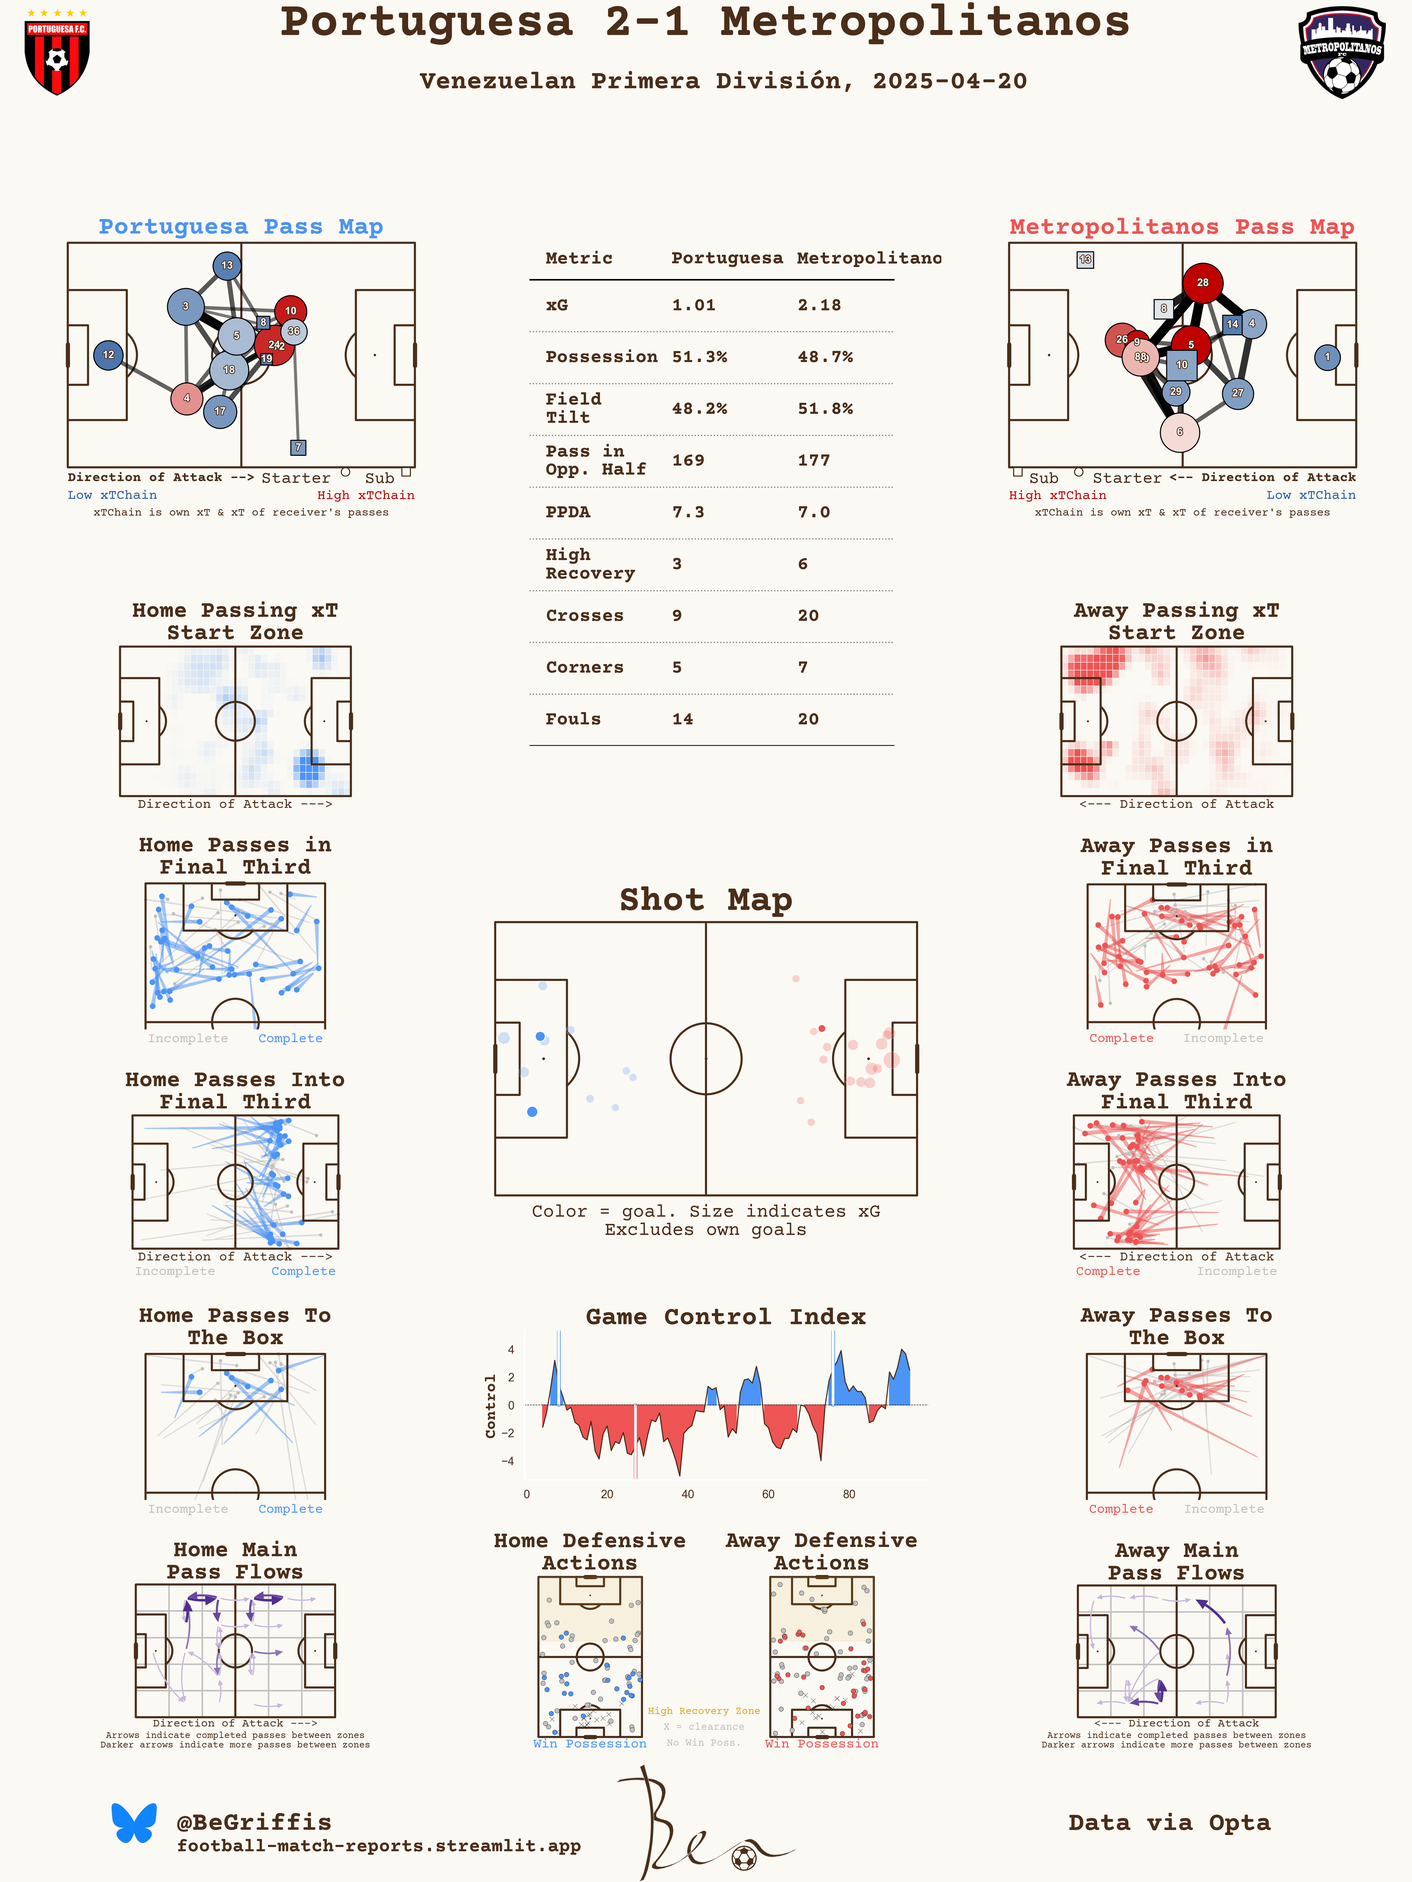 Portuguesa 2-1 Metropolitanos
Venezuelan Primera División, 2025-04-20
PORTUGUESA F.C.
METROPOLITANOS
FC
Portuguesa Pass Map
13
3
10
8
5
36
24
12
19
12
18
4
17
7
Direction of Attack --> Starter Sub
Low xTChain High xTChain
xTChain is own xT & xT of receiver's passes
Metric Portuguesa Metropolitano
xG 1.01 2.18
Possession 51.3% 48.7%
Field
Tilt 48.2% 51.8%
Pass in
Opp. Half 169 177
PPDA 7.3 7.0
High
Recovery 3 6
Crosses 9 20
Corners 5 7
Fouls 14 20
Metropolitanos Pass Map
13
28
8
14
4
26
9
5
88
10
1
29
27
6
Sub Starter <-- Direction of Attack
High xTChain Low xTChain
xTChain is own xT & xT of receiver's passes
Home Passing xT
Start Zone
Direction of Attack --->
Away Passing xT
Start Zone
<--- Direction of Attack
Home Passes in
Final Third
Incomplete Complete
Away Passes in
Final Third
Complete Incomplete
Shot Map
Color = goal. Size indicates xG
Excludes own goals
Home Passes Into
Final Third
Direction of Attack --->
Incomplete Complete
Away Passes Into
Final Third
<--- Direction of Attack
Complete Incomplete
Home Passes To
The Box
Incomplete Complete
Game Control Index
Control
4
2
0
−2
−4
0 20 40 60 80
Away Passes To
The Box
Complete Incomplete
Home Main
Pass Flows
Direction of Attack --->
Arrows indicate completed passes between zones
Darker arrows indicate more passes between zones
Home Defensive
Actions
Win Possession
Away Defensive
Actions
Win Possession
High Recovery Zone
X = clearance
No Win Poss.
Away Main
Pass Flows
<--- Direction of Attack
Arrows indicate completed passes between zones
Darker arrows indicate more passes between zones
@BeGriffis
football-match-reports.streamlit.app
Ben
Data via Opta